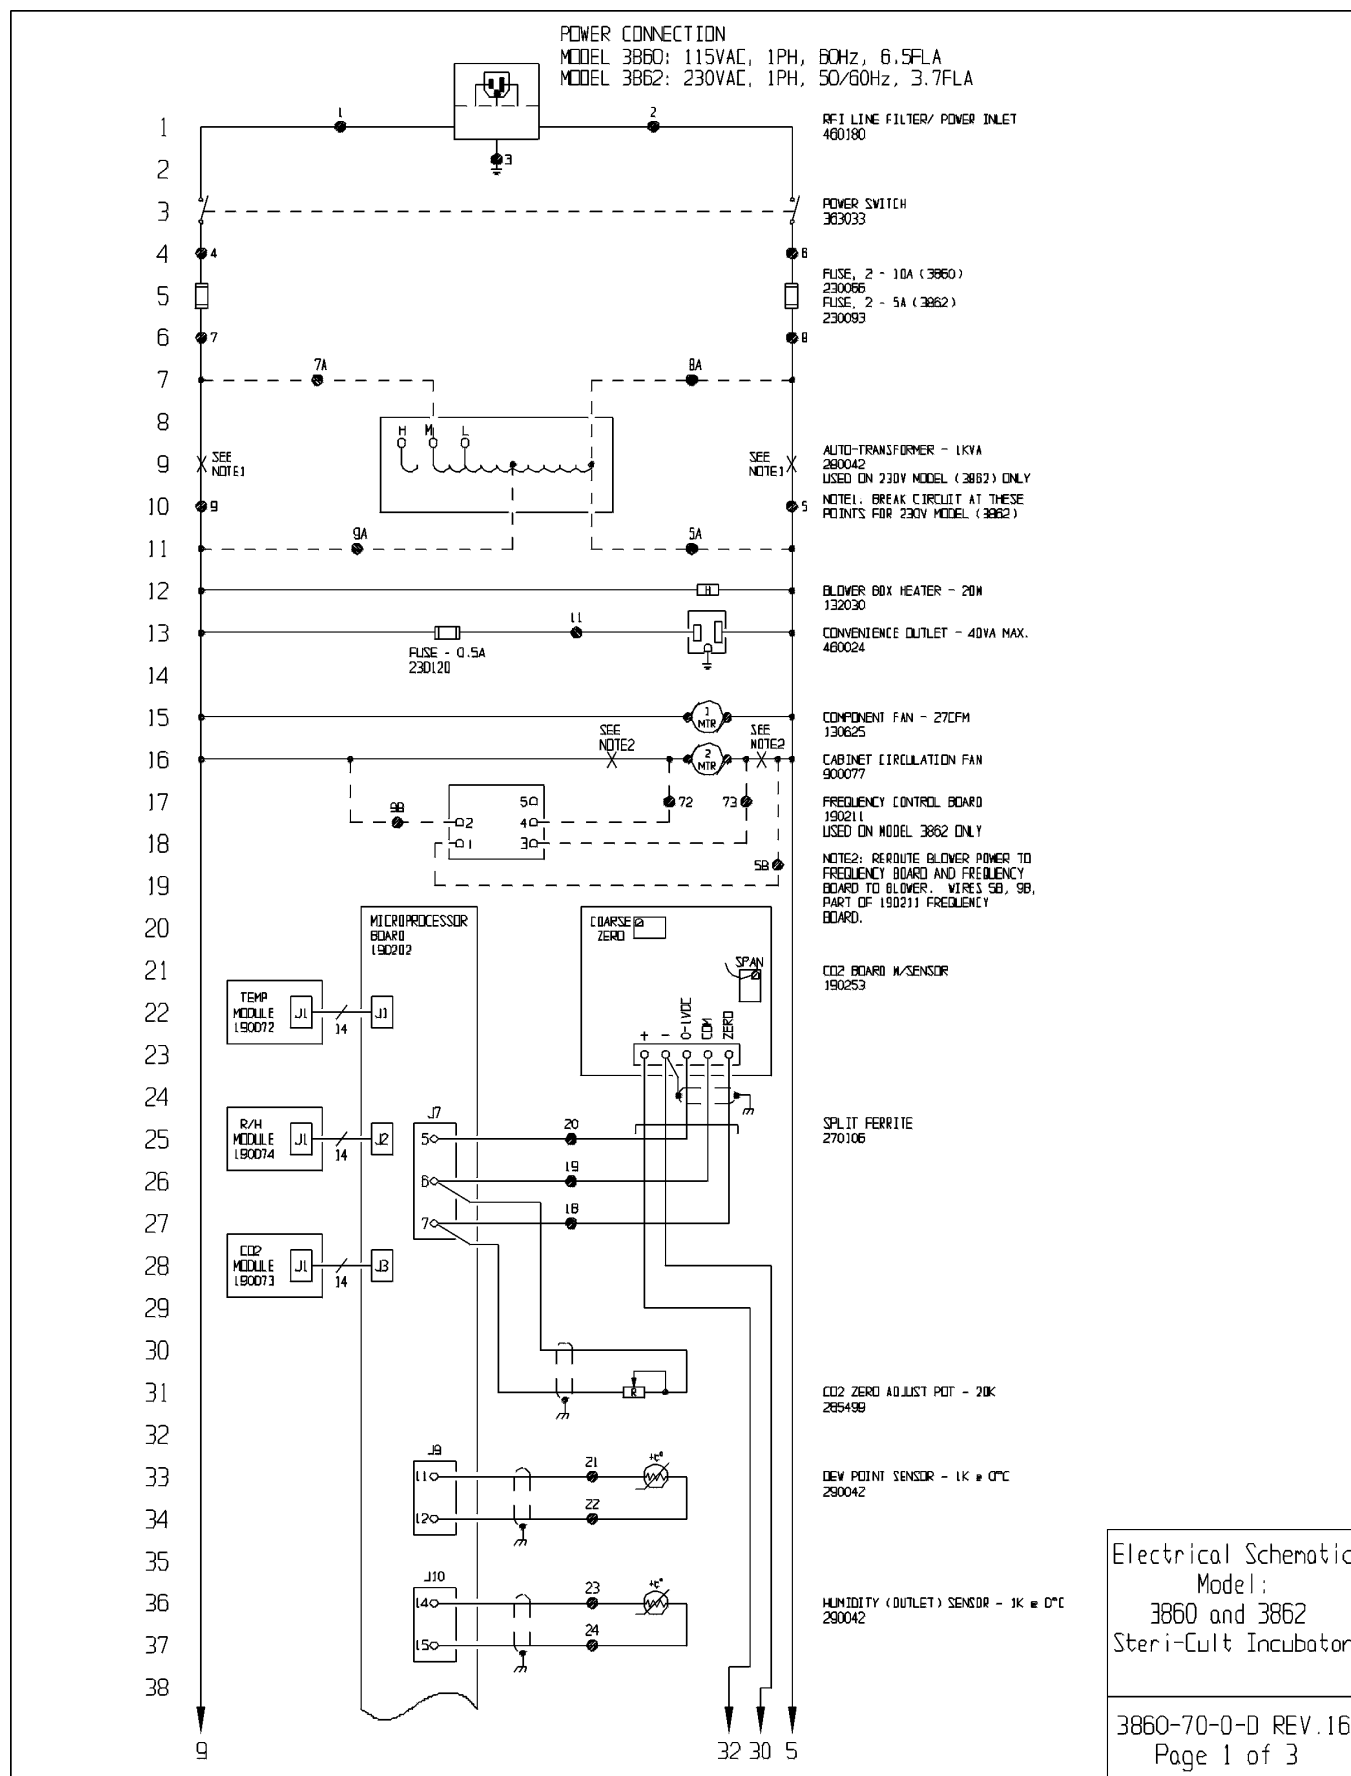 POWER CONNECTION
MODEL 3860: 115VAC, 1PH, 60Hz, 6.5FLA
MODEL 3862: 230VAC, 1PH, 50/60Hz, 3.7FLA
1
1
2
RFI LINE FILTER/ POWER INLET
460180
2
3
3
POWER SWITCH
363033
4
4
6
FUSE, 2 - 10A (3860)
5
230066
FUSE, 2 - 5A (3862)
230093
6
7
8
7
7A
8A
8
H M L
9
SEE
NOTE1
SEE
NOTE1
AUTO-TRANSFORMER - 1KVA
280042
USED ON 230V MODEL (3862) ONLY
10
9
5
NOTE1. BREAK CIRCUIT AT THESE
POINTS FOR 230V MODEL (3862)
11
9A
5A
12
H
BLOWER BOX HEATER - 20W
132030
13
11
CONVENIENCE OUTLET - 40VA MAX.
460024
FUSE - 0.5A
230120
14
15
1
MTR
COMPONENT FAN - 27CFM
130625
SEE
NOTE2
SEE
NOTE2
16
2
MTR
CABINET CIRCULATION FAN
900077
17
9B
5
72
73
FREQUENCY CONTROL BOARD
190211
USED ON MODEL 3862 ONLY
2
4
18
1
3
5B
19
NOTE2: REROUTE BLOWER POWER TO
FREQUENCY BOARD AND FREQUENCY
BOARD TO BLOWER. WIRES 5B, 9B,
PART OF 190211 FREQUENCY
BOARD.
20
MICROPROCESSOR
BOARD
190202
COARSE
ZERO
21
SPAN
CO2 BOARD W/SENSOR
190253
22
TEMP
MODULE
190072
J1
14
J1
23
+
-
0-1VDC
COM
ZERO
24
25
R/H
MODULE
190074
J1
14
J2
J7
5
20
SPLIT FERRITE
270106
26
6
19
27
7
18
28
CO2
MODULE
190073
J1
14
J3
29
30
31
R
CO2 ZERO ADJUST POT - 20K
285499
32
J9
33
11
21
+t°
DEW POINT SENSOR - 1K @ 0°C
290042
34
12
22
35
J10
36
14
23
+t°
HUMIDITY (OUTLET) SENSOR - 1K @ 0°C
290042
37
15
24
38
9
32 30 5
Electrical Schematic
Model:
3860 and 3862
Steri-Cult Incubator
3860-70-0-D REV.16
Page 1 of 3